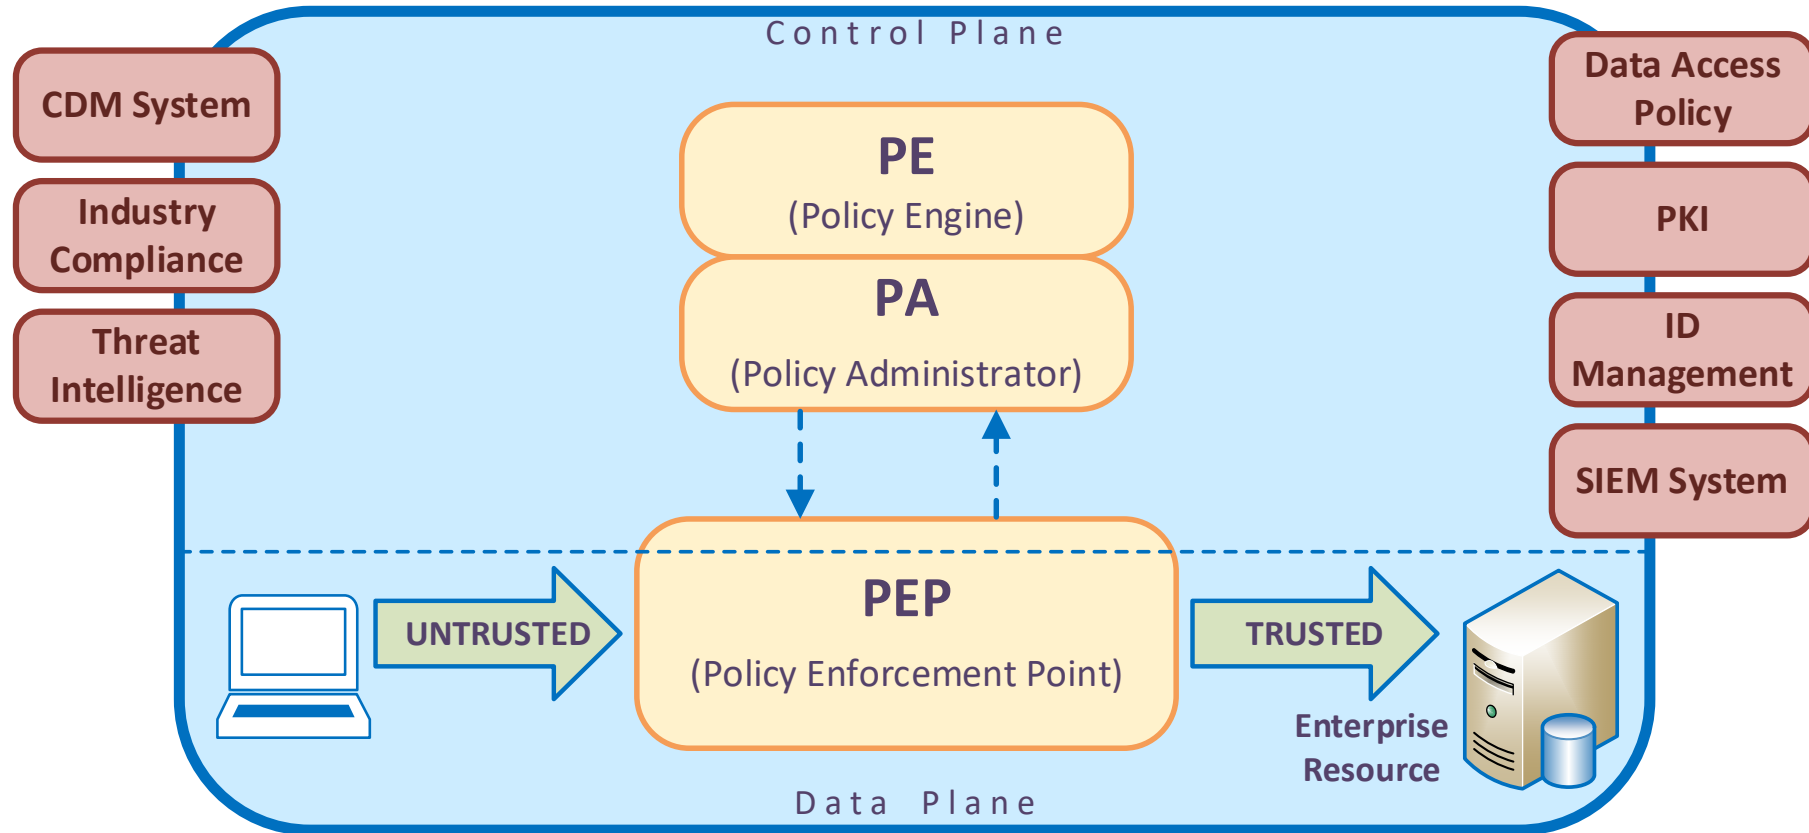 Control Plane
CDM System
Industry
Compliance
Threat
Intelligence
PE
(Policy Engine)
PA
(Policy Administrator)
Data Access
Policy
PKI
ID
Management
SIEM System
UNTRUSTED
PEP
(Policy Enforcement Point)
TRUSTED
Enterprise
Resource
Data Plane